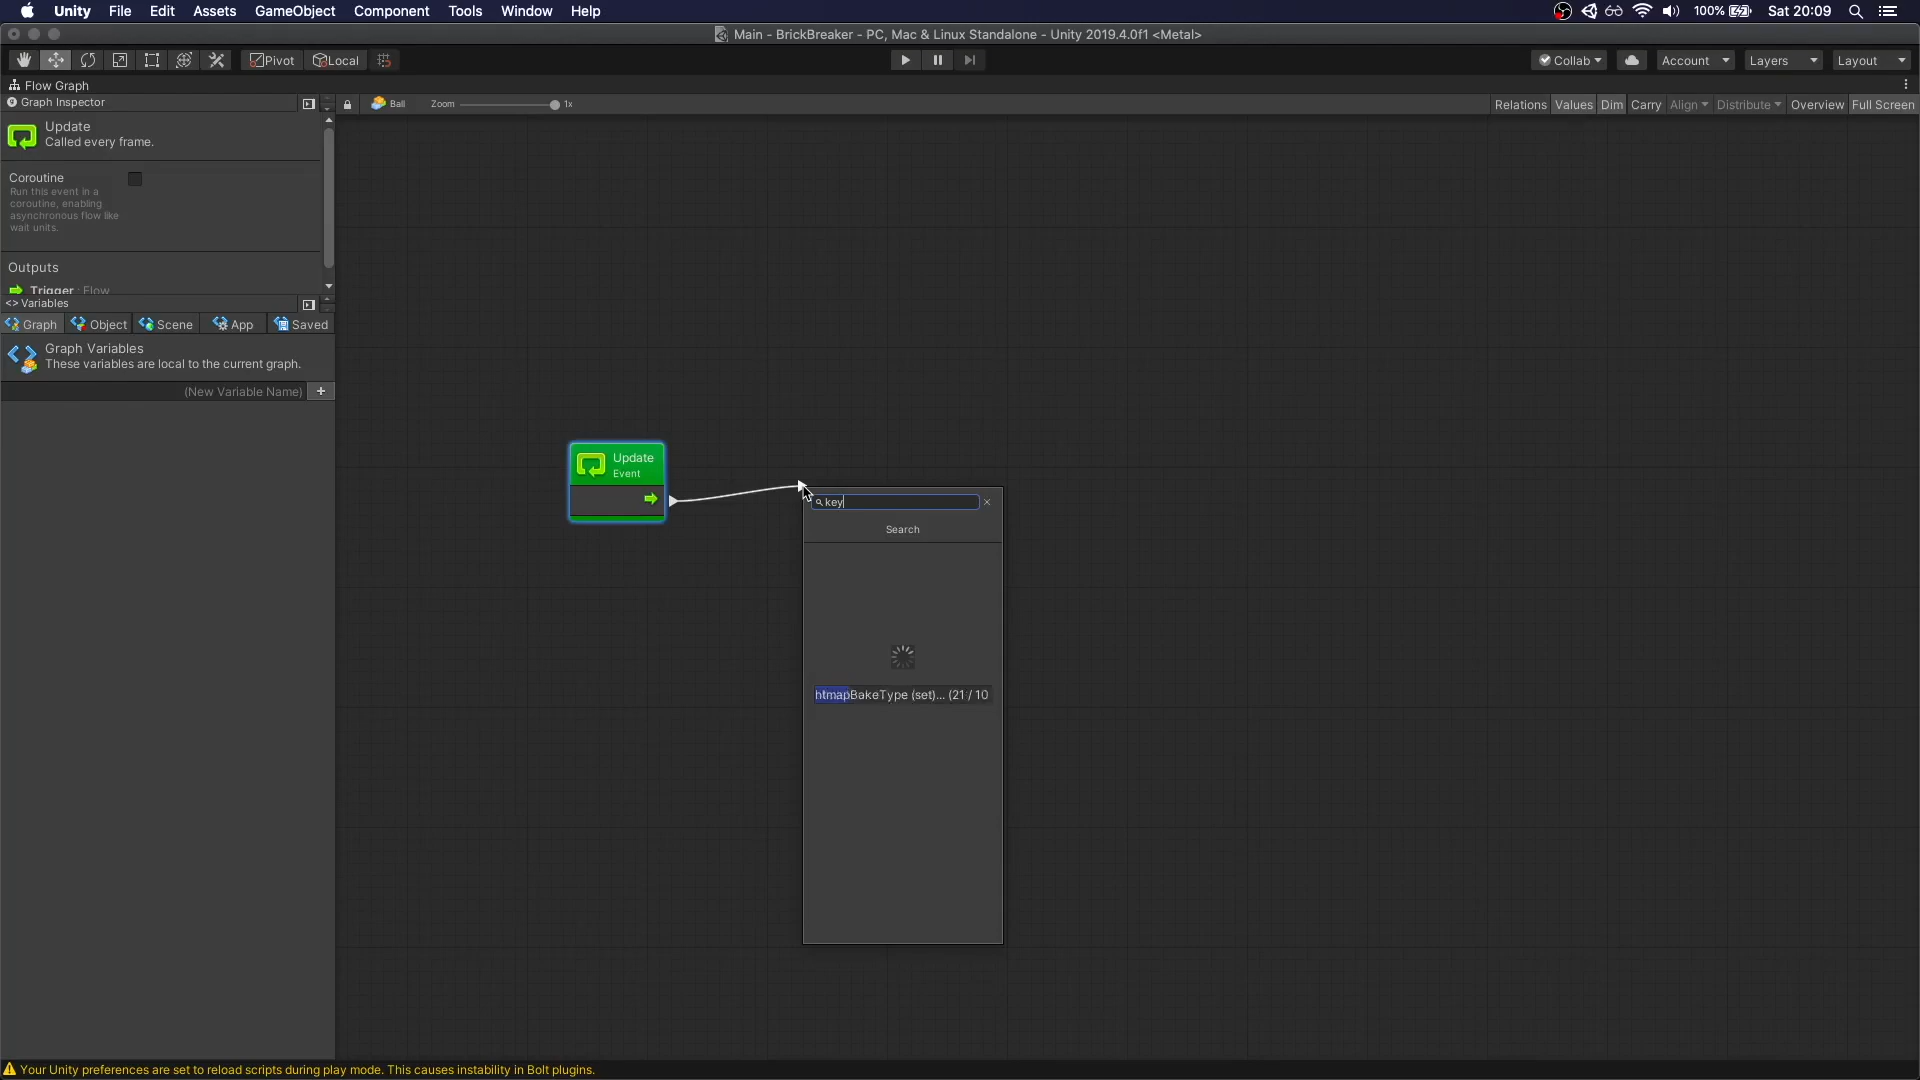 Unity File Edit Assets GameObject Component Tools Window Help 100% Sat 20:09
Main - BrickBreaker - PC, Mac & Linux Standalone - Unity 2019.4.0f1 <Metal>
Pivot Local Collab Account Layers Layout
Flow Graph
Graph Inspector
Ball Zoom 1x Relations Values Dim Carry Align Distribute Overview Full Screen
Update
Called every frame.
Coroutine
Run this event in a
coroutine, enabling
asynchronous flow like
wait units.
Outputs
Trigger : Flow
<> Variables
Graph Object Scene App Saved
Graph Variables
These variables are local to the current graph.
(New Variable Name) +
Update
Event
key
Search
htmapBakeType (set)... (21 / 10
Your Unity preferences are set to reload scripts during play mode. This causes instability in Bolt plugins.